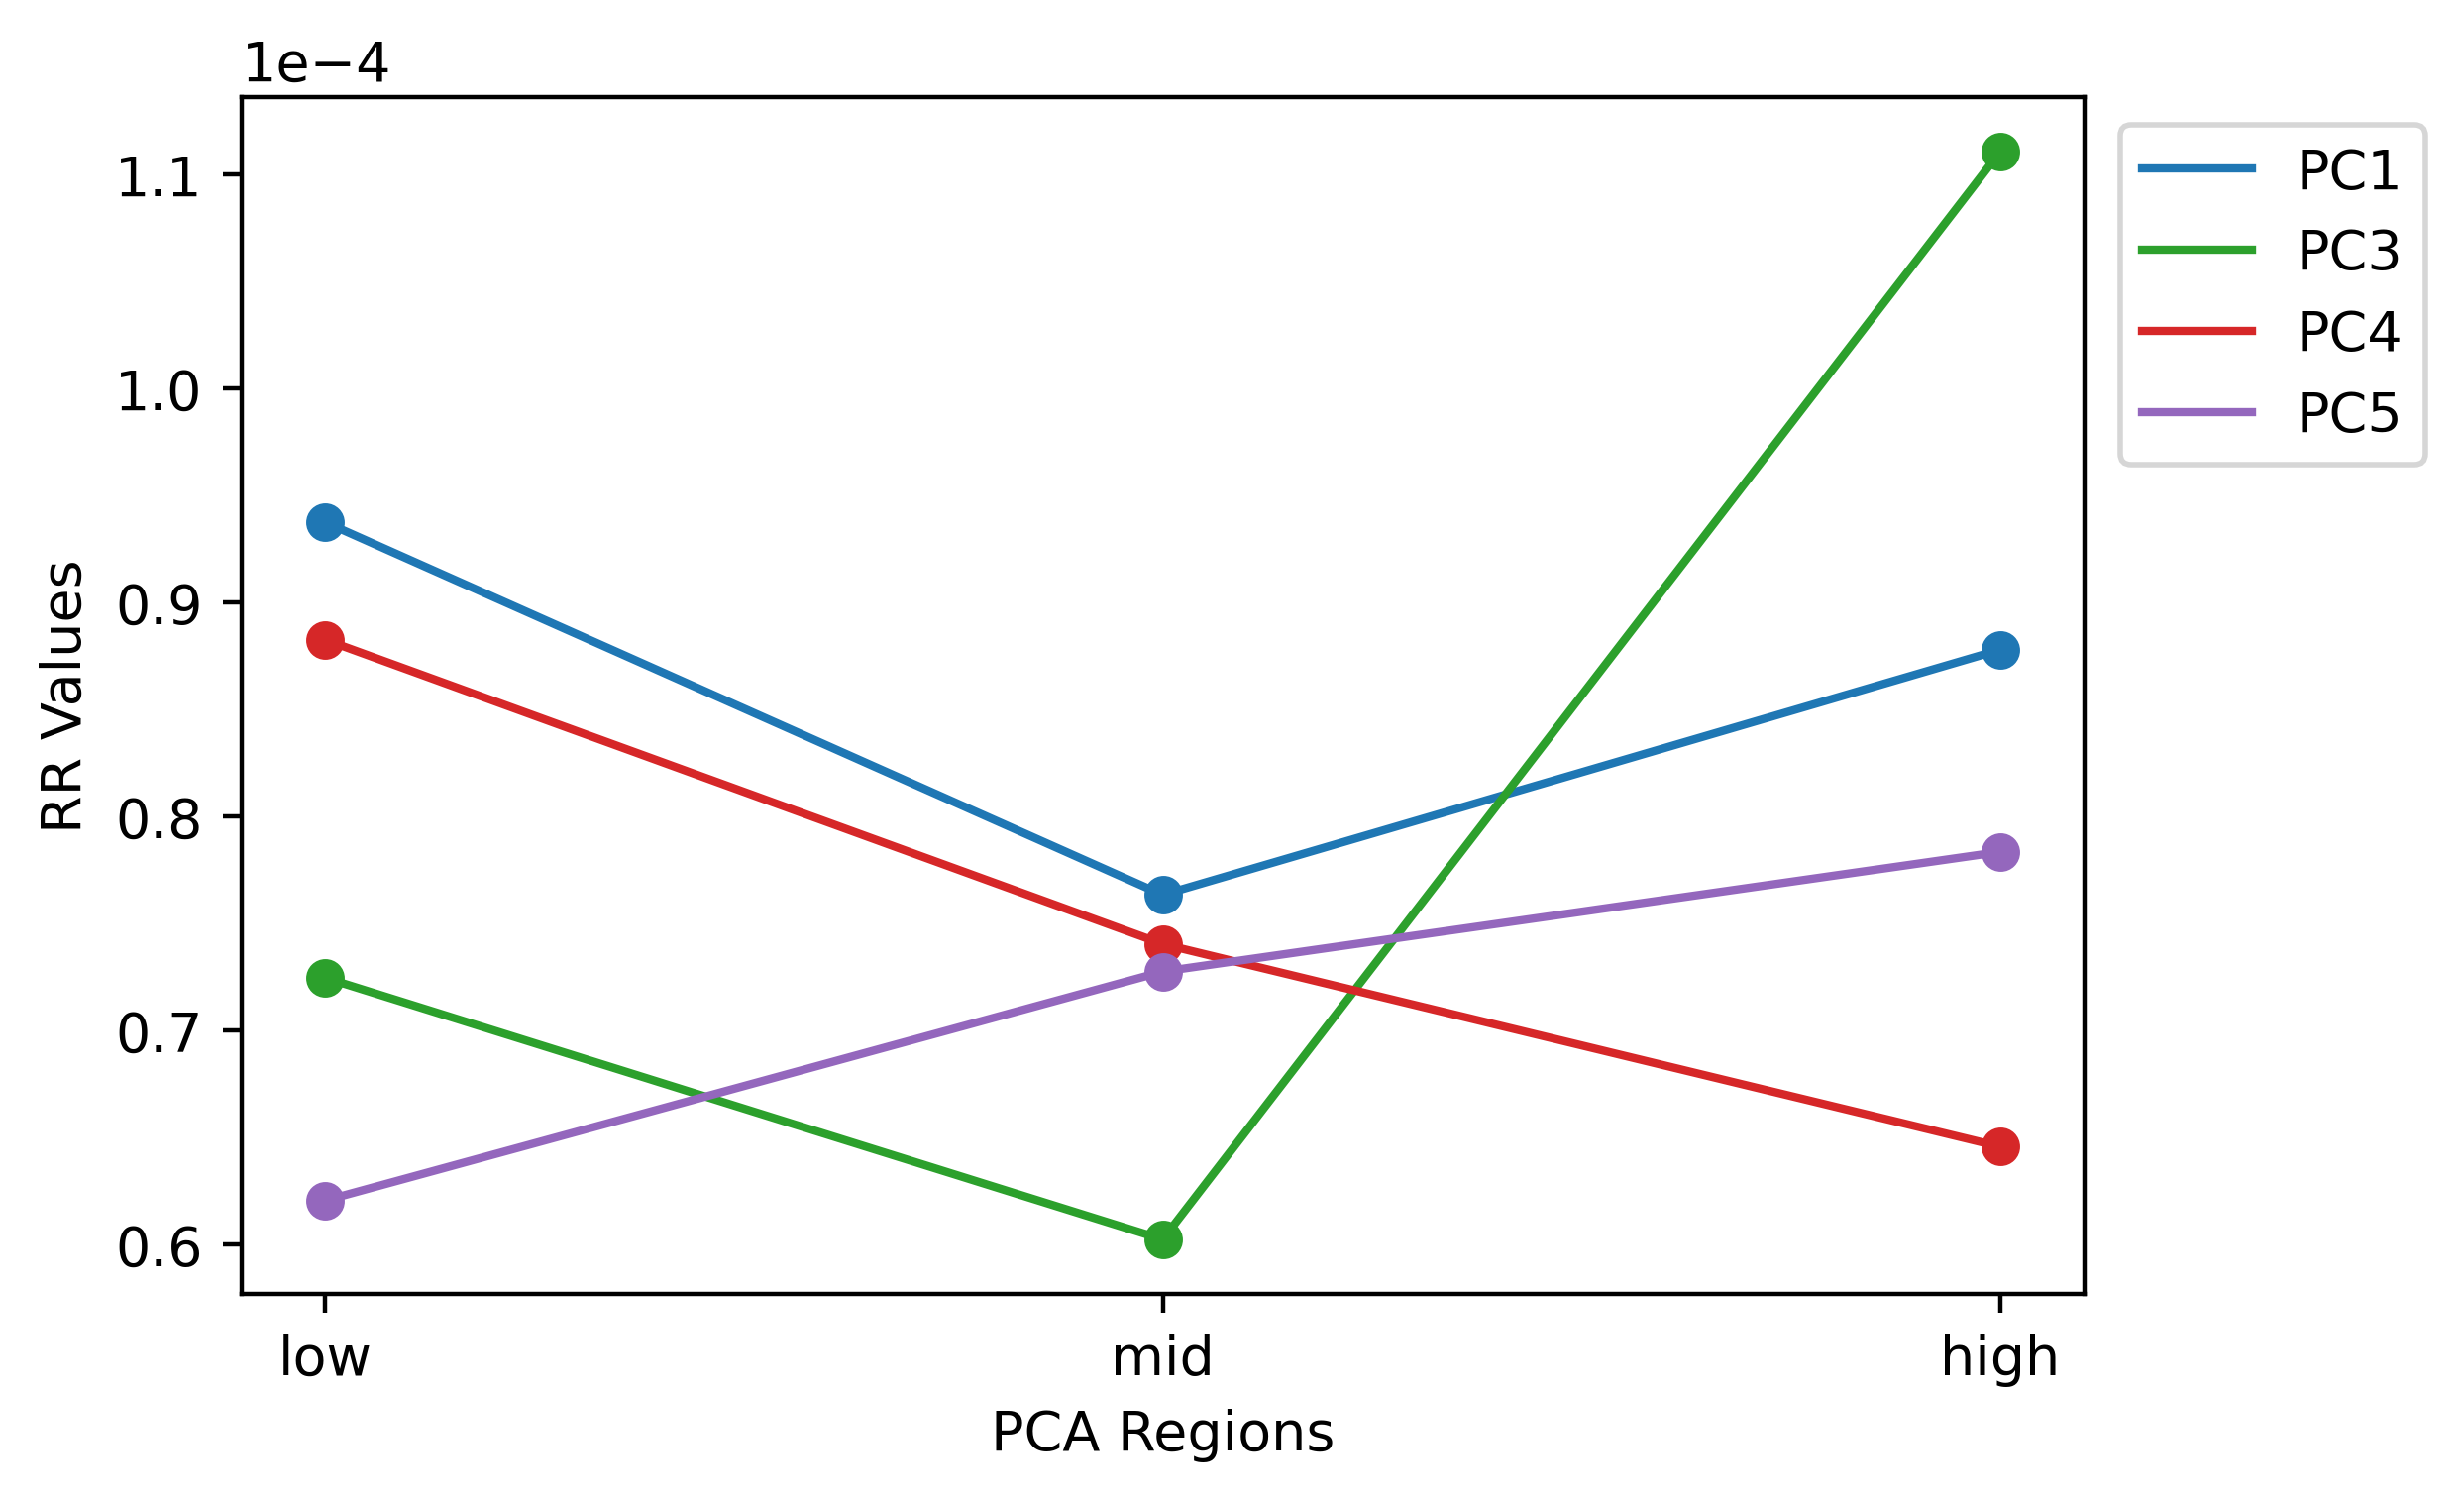 1e−4
1.1
1.0
0.9
0.8
0.7
0.6
RR Values
low
mid
high
PCA Regions
PC1
PC3
PC4
PC5